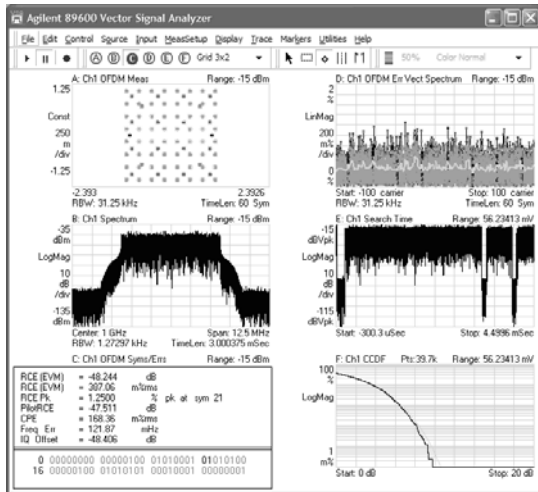 Agilent 89600 Vector Signal Analyzer
File Edit Control Source Input MeasSetup Display Trace Markers Utilities Help
A B C D E F Grid 3x2 50% Color Normal
A: Ch1 OFDM Meas Range: -15 dBm
1.25
Const
250
m
/div
-1.25
-2.393 2.3926
RBW: 31.25 kHz TimeLen: 60 Sym
D: Ch1 OFDM Err Vect Spectrum Range: -15 dBm
2
%
LinMag
200
m%
/div
0
%
Start: -100 carrier Stop: 100 carrier
RBW: 31.25 kHz TimeLen: 60 Sym
B: Ch1 Spectrum Range: -15 dBm
-35
dBm
LogMag
10
dB
/div
-135
dBm
Center: 1 GHz Span: 12.5 MHz
RBW: 1.27297 kHz TimeLen: 3.000375 mSec
E: Ch1 Search Time Range: 56.23413 mV
-15
dBVpk
LogMag
10
dB
/div
-115
dBVpk
Start: -300.3 uSec Stop: 4.4996 mSec
C: Ch1 OFDM Syms/Errs Range: -15 dBm
RCE (EVM) = -48.244 dB
RCE (EVM) = 387.06 m%rms
RCE Pk = 1.2500 % pk at sym 21
PilotRCE = -47.511 dB
CPE = 168.36 m%rms
Freq Err = 121.87 mHz
IQ Offset = -48.406 dB
0 00000000 00000100 01010001 01010100
16 00000100 01010101 00010001 00000001
F: Ch1 CCDF Pts:39.7k Range: 56.23413 mV
100
%
LogMag
1
m%
Start: 0 dB Stop: 20 dB